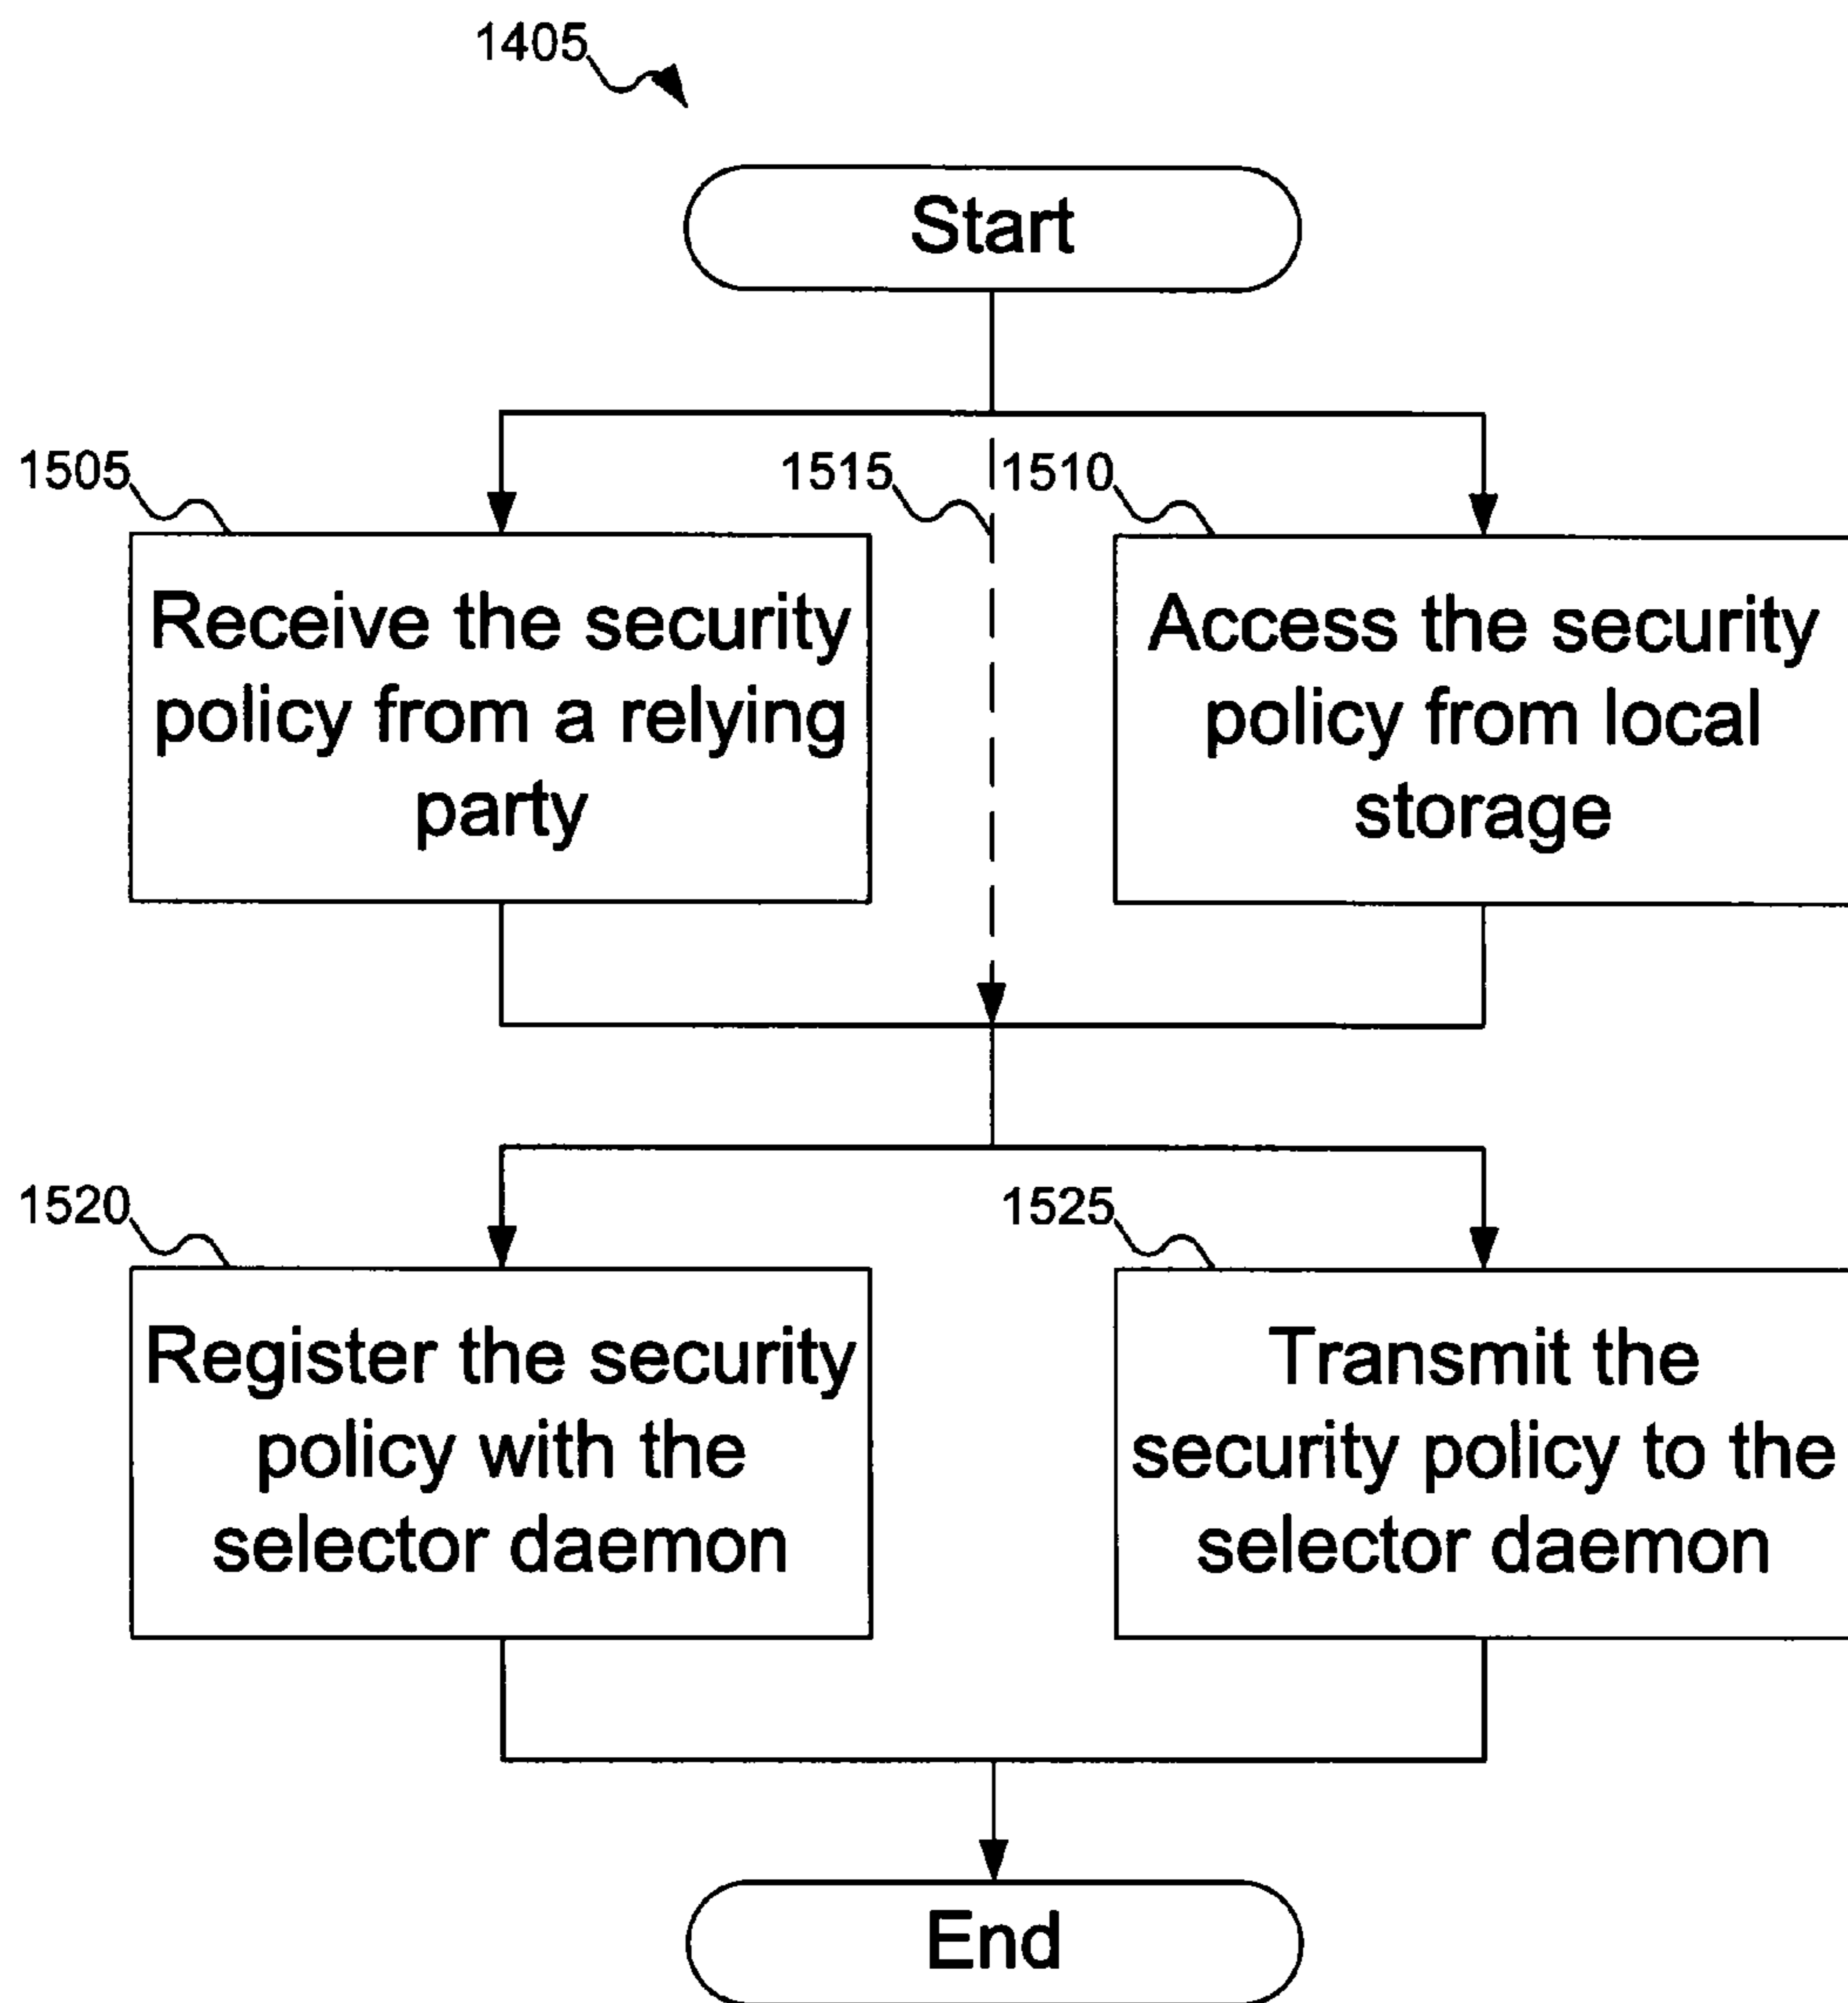 1405
Start
1505
1515
1510
Receive the security
policy from a relying
party
Access the security
policy from local
storage
1520
1525
Register the security
policy with the
selector daemon
Transmit the
security policy to the
selector daemon
End